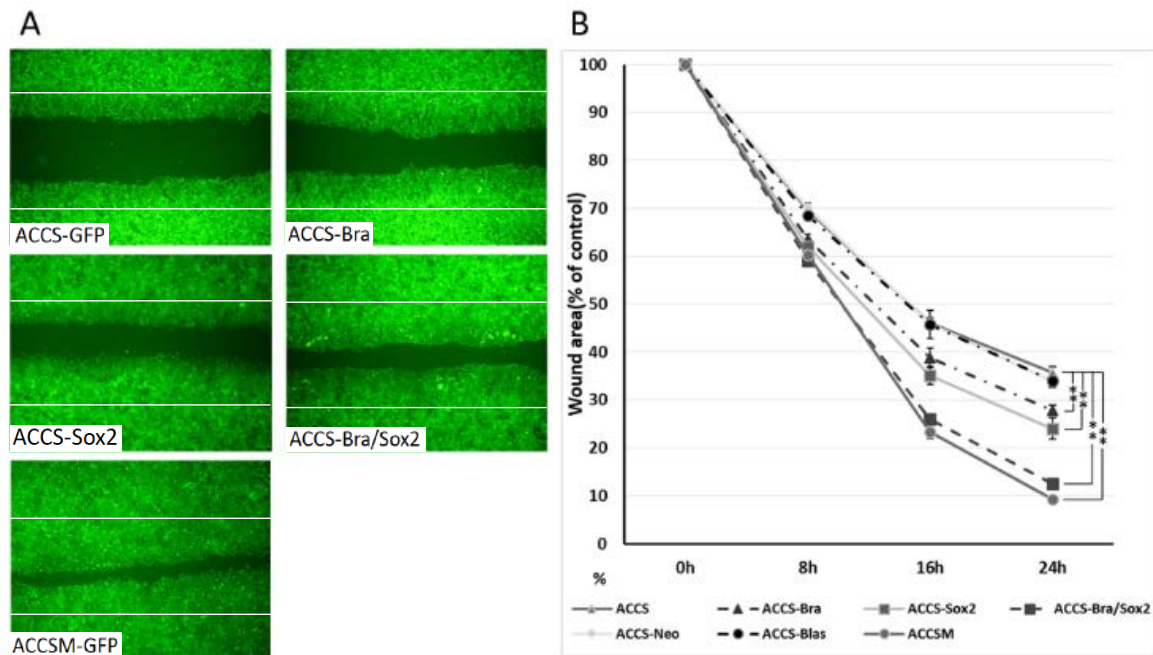 A
B
ACCS-GFP
ACCS-Bra
ACCS-Sox2
ACCS-Bra/Sox2
ACCSM-GFP
Wound area(% of control)
100
90
80
70
60
50
40
30
20
10
0
**
**
**
**
0h
8h
16h
24h
%
ACCS
ACCS-Bra
ACCS-Sox2
ACCS-Bra/Sox2
ACCS-Neo
ACCS-Blas
ACCSM